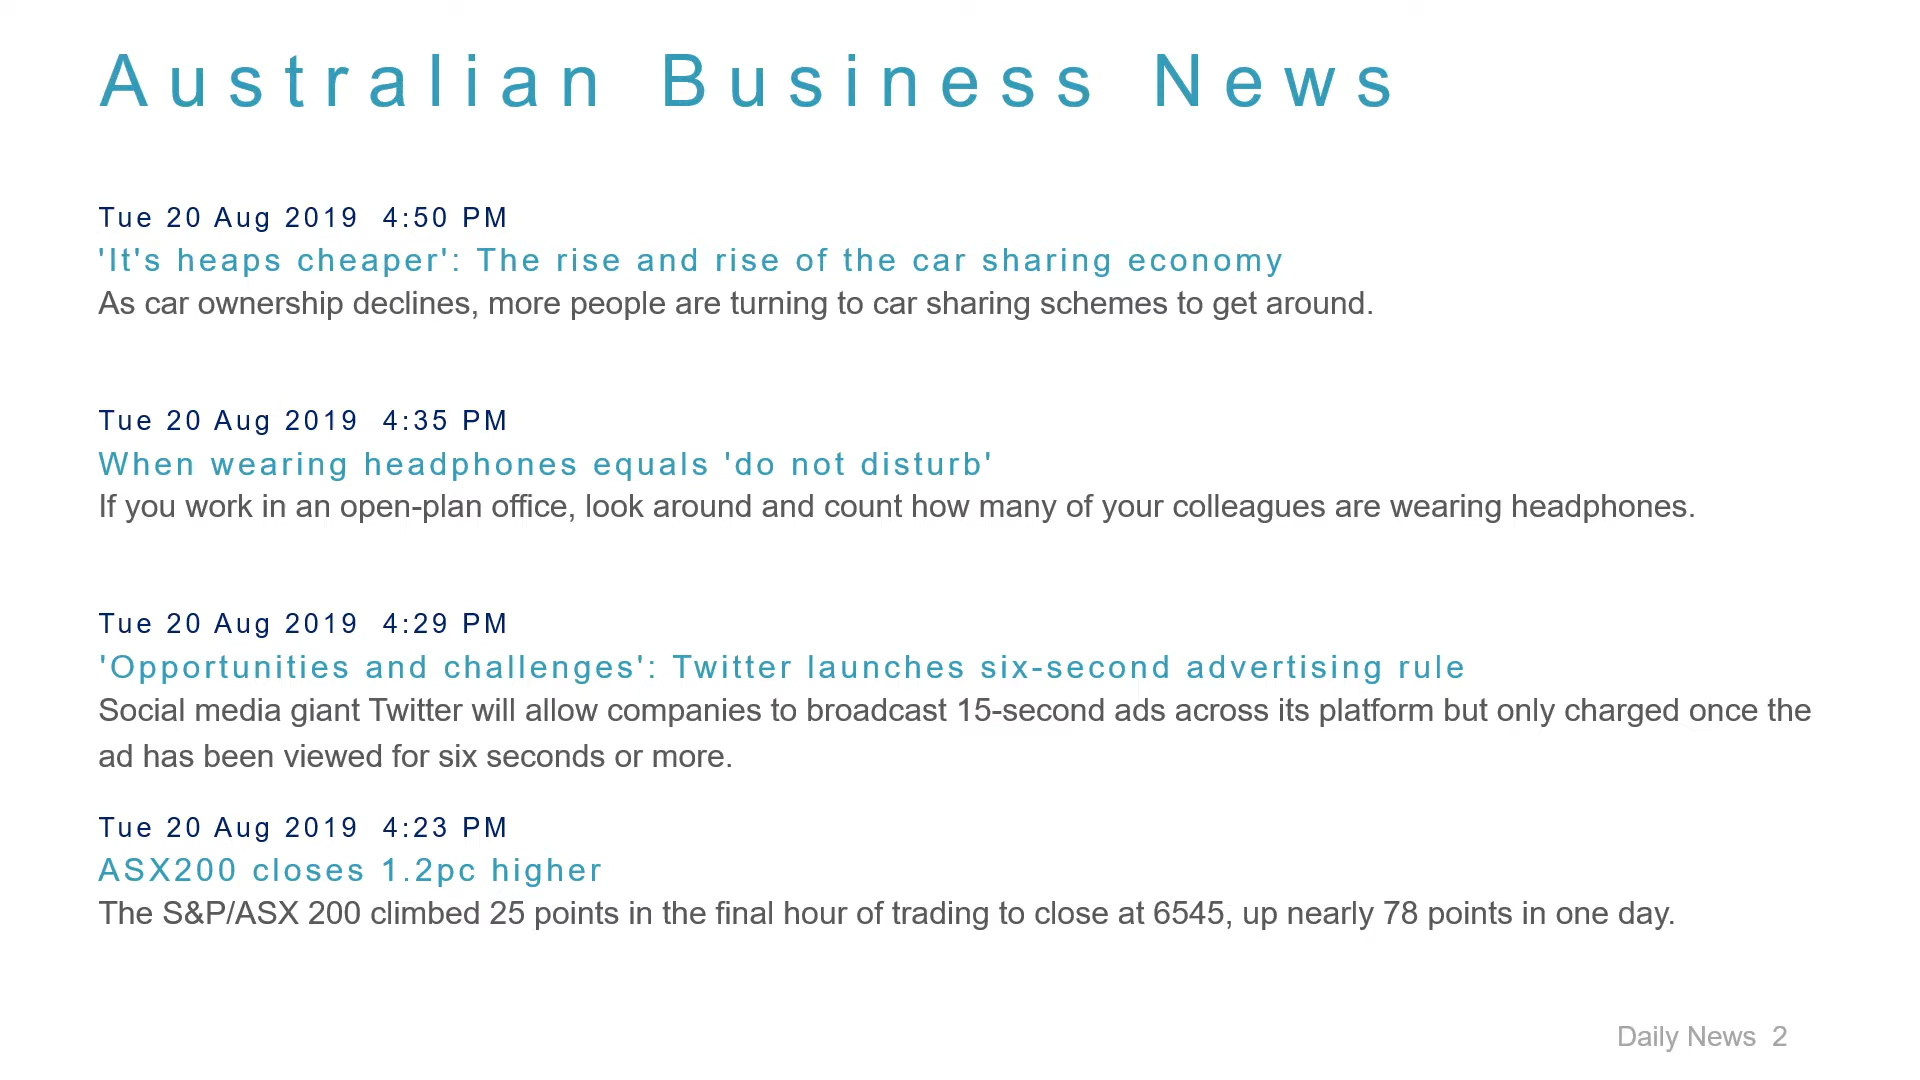 Australian Business News
Tue 20 Aug 2019  4:50 PM
'It's heaps cheaper': The rise and rise of the car sharing economy
As car ownership declines, more people are turning to car sharing schemes to get around.
Tue 20 Aug 2019  4:35 PM
When wearing headphones equals 'do not disturb'
If you work in an open-plan office, look around and count how many of your colleagues are wearing headphones.
Tue 20 Aug 2019  4:29 PM
'Opportunities and challenges': Twitter launches six-second advertising rule
Social media giant Twitter will allow companies to broadcast 15-second ads across its platform but only charged once the
ad has been viewed for six seconds or more.
Tue 20 Aug 2019  4:23 PM
ASX200 closes 1.2pc higher
The S&P/ASX 200 climbed 25 points in the final hour of trading to close at 6545, up nearly 78 points in one day.
Daily News  2